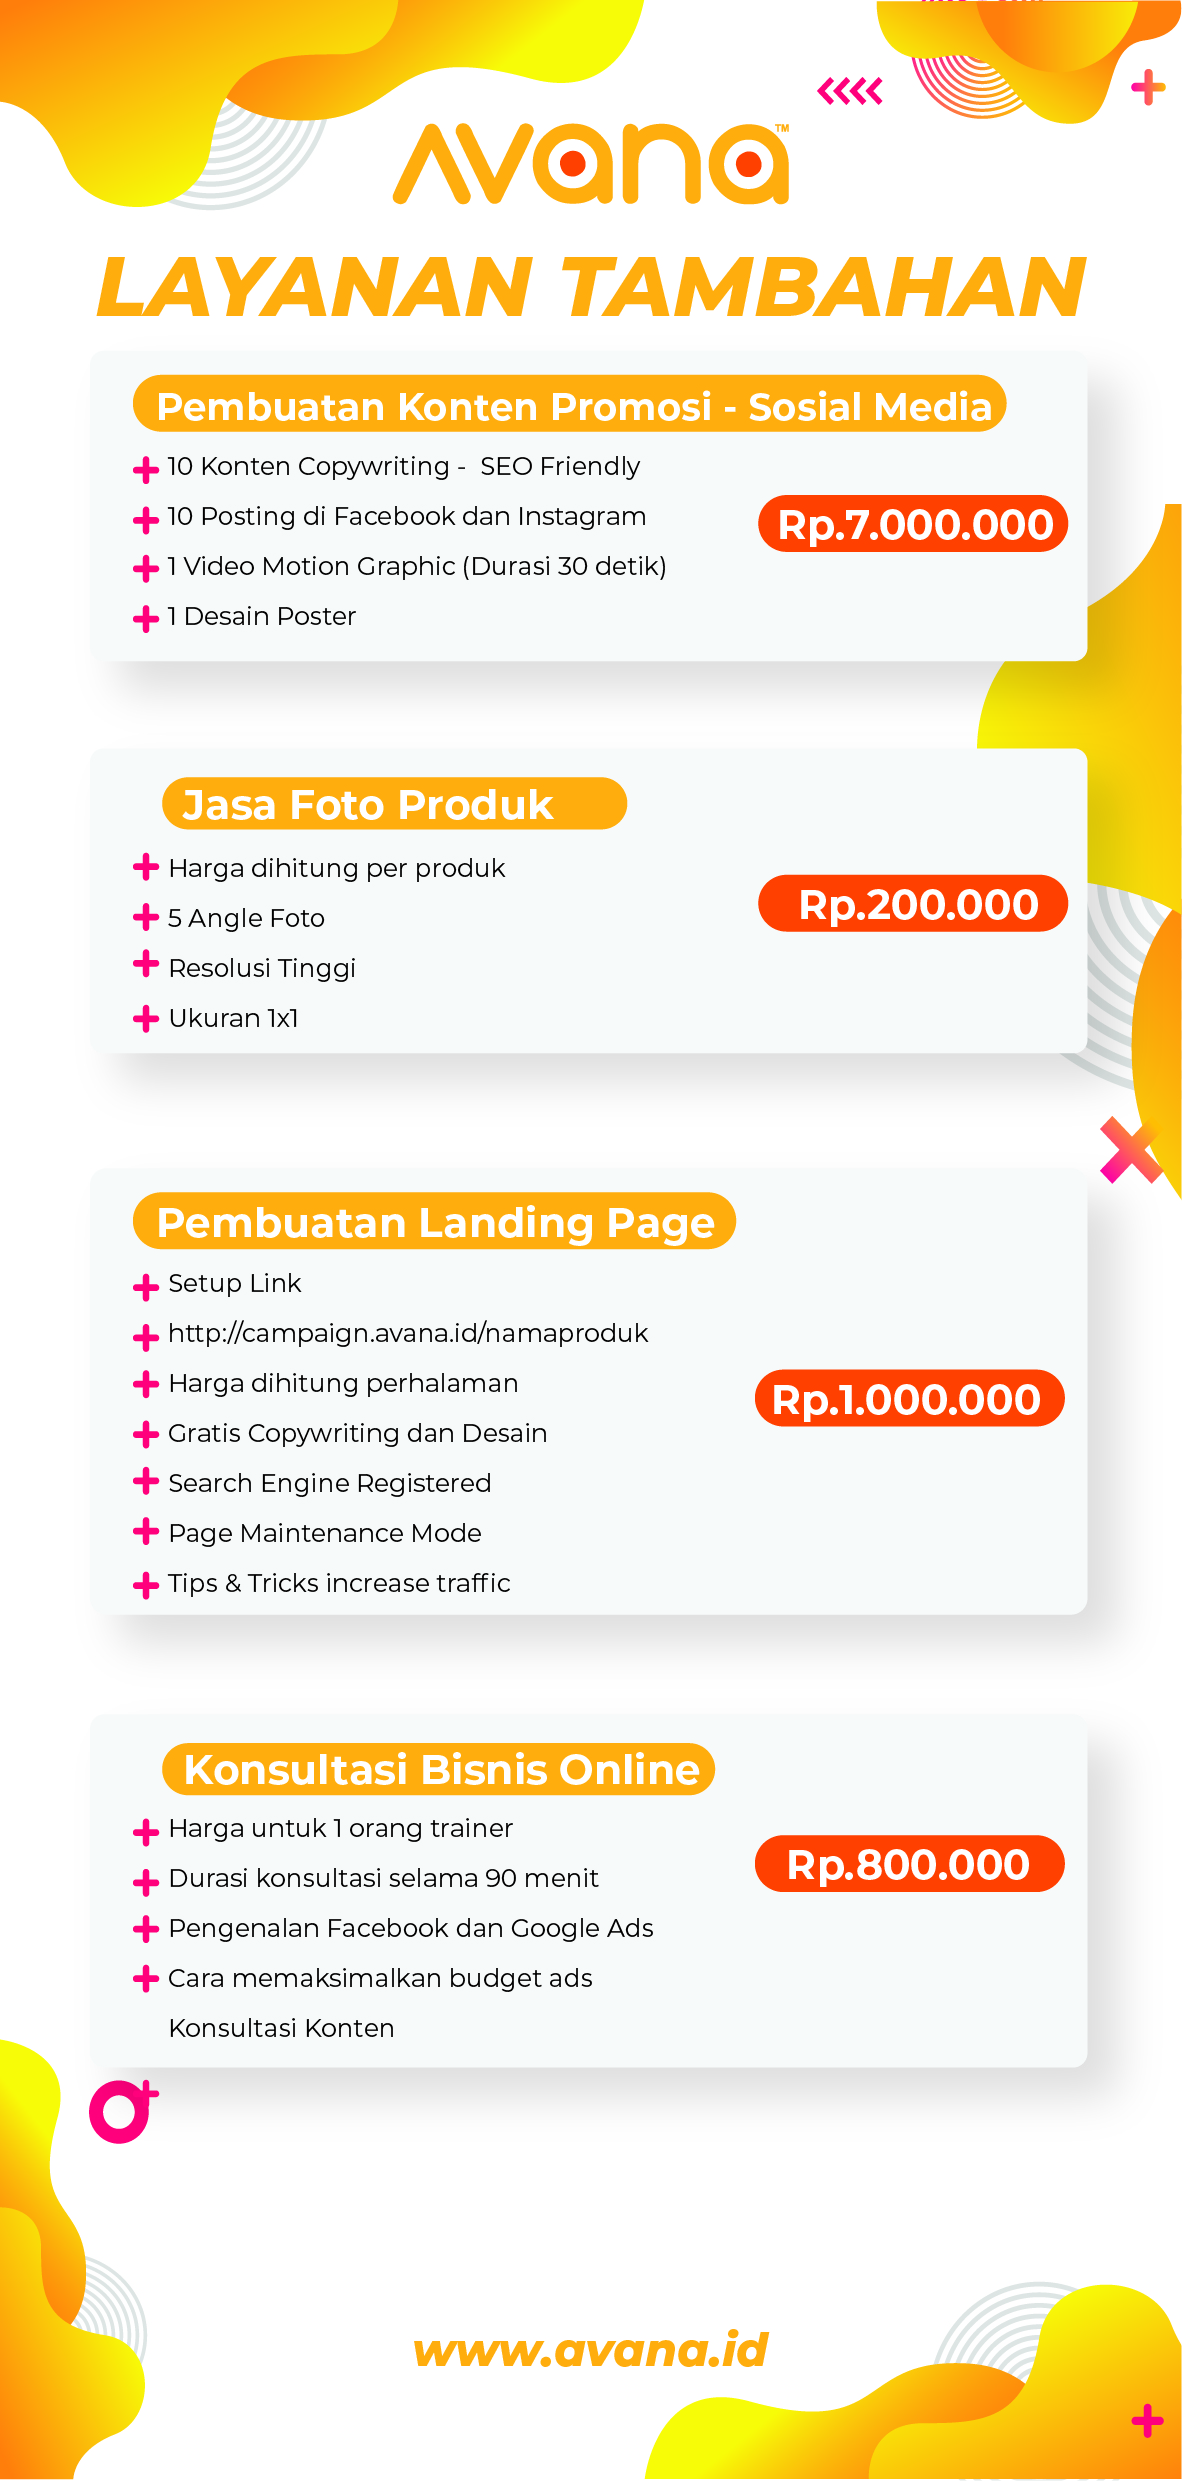 AVana™
LAYANAN TAMBAHAN
Pembuatan Konten Promosi - Sosial Media
10 Konten Copywriting - SEO Friendly
10 Posting di Facebook dan Instagram
Rp.7.000.000
1 Video Motion Graphic (Durasi 30 detik)
1 Desain Poster
Jasa Foto Produk
Harga dihitung per produk
Rp.200.000
5 Angle Foto
Resolusi Tinggi
Ukuran 1x1
Pembuatan Landing Page
Setup Link
http://campaign.avana.id/namaproduk
Harga dihitung perhalaman
Rp.1.000.000
Gratis Copywriting dan Desain
Search Engine Registered
Page Maintenance Mode
Tips & Tricks increase traffic
Konsultasi Bisnis Online
Harga untuk 1 orang trainer
Rp.800.000
Durasi konsultasi selama 90 menit
Pengenalan Facebook dan Google Ads
Cara memaksimalkan budget ads
Konsultasi Konten
www.avana.id